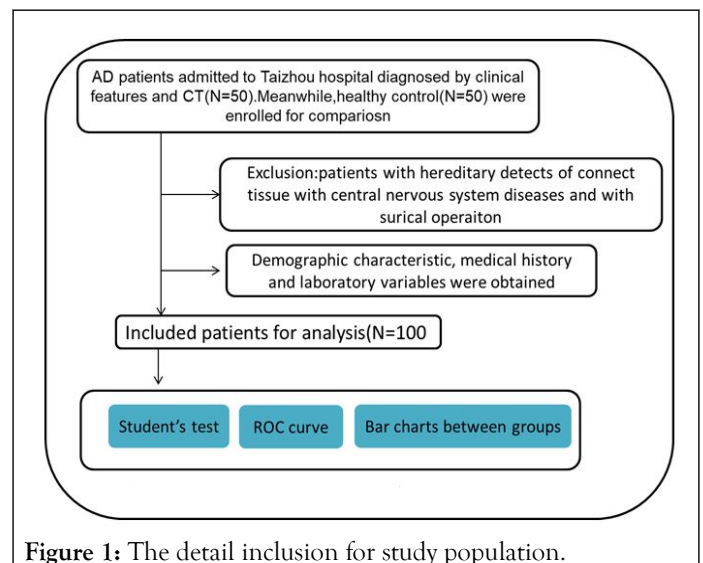 AD patients admitted to Taizhou hospital diagnosed by clinical
features and CT(N=50).Meanwhile,healthy control(N=50) were
enrolled for compariosn
Exclusion:patients with hereditary detects of connect
tissue with central nervous system diseases and with
surical operaiton
Demographic characteristic, medical history
and laboratory variables were obtained
Included patients for analysis(N=100
Student's test
ROC curve
Bar charts between groups
Figure 1: The detail inclusion for study population.